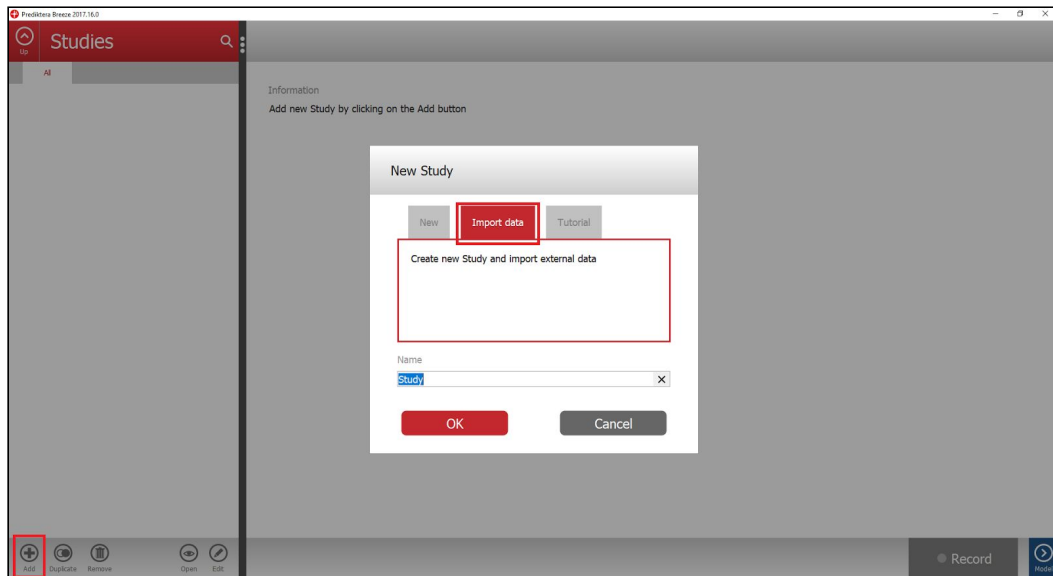 Prediktera Breeze 2017.16.0
Up
Studies
All
Information
Add new Study by clicking on the Add button
New Study
New
Import data
Tutorial
Create new Study and import external data
Name
Study
OK
Cancel
Add
Duplicate
Remove
Open
Edit
Record
Model